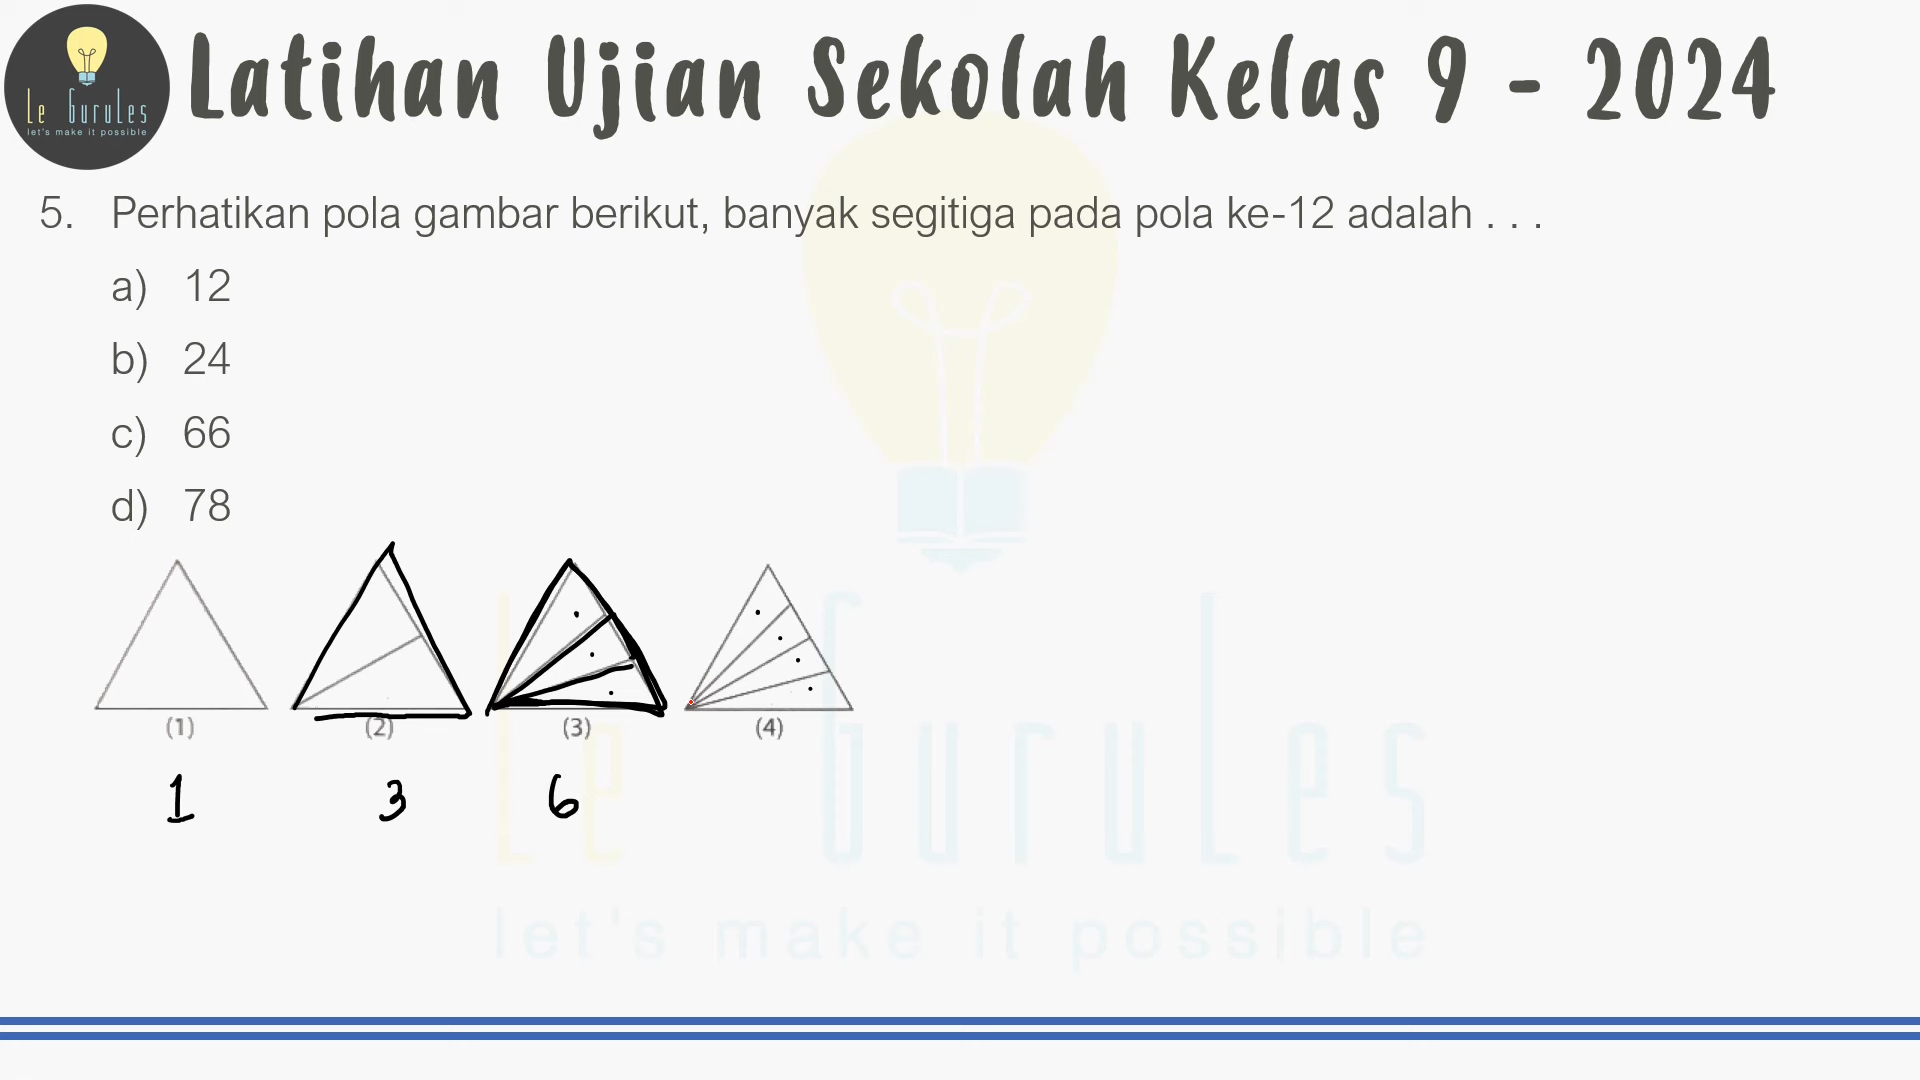 Le GuruLes
let's make it possible
Latihan Ujian Sekolah Kelas 9 - 2024
5. Perhatikan pola gambar berikut, banyak segitiga pada pola ke-12 adalah . . .
a) 12
b) 24
c) 66
d) 78
(1) (2) (3) (4)
1 3 6
Le GuruLes
let's make it possible